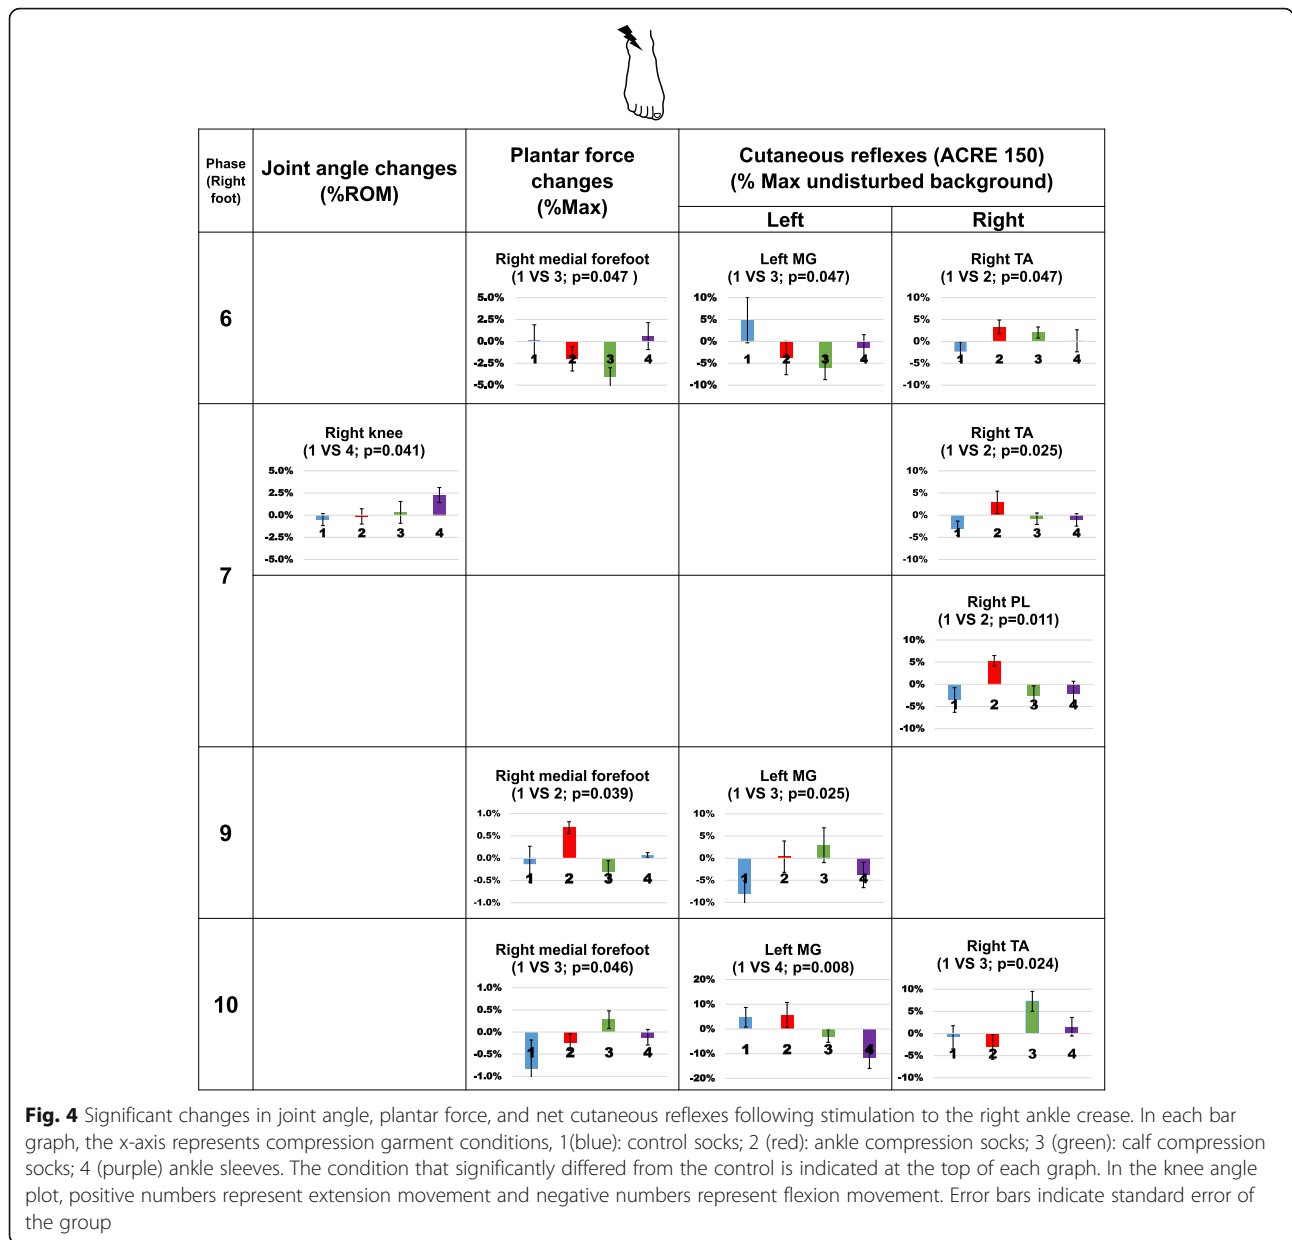 Phase
(Right
foot)
Joint angle changes
(%ROM)
Plantar force
changes
(%Max)
Cutaneous reflexes (ACRE 150)
(% Max undisturbed background)
Left
Right
6
Right medial forefoot
(1 VS 3; p=0.047 )
5.0%
2.5%
0.0%
-2.5%
-5.0%
1
2
3
4
Left MG
(1 VS 3; p=0.047)
10%
5%
0%
-5%
-10%
1
2
3
4
Right TA
(1 VS 2; p=0.047)
10%
5%
0%
-5%
-10%
1
2
3
4
7
Right knee
(1 VS 4; p=0.041)
5.0%
2.5%
0.0%
-2.5%
-5.0%
1
2
3
4
Right TA
(1 VS 2; p=0.025)
10%
5%
0%
-5%
-10%
1
2
3
4
Right PL
(1 VS 2; p=0.011)
10%
5%
0%
-5%
-10%
1
2
3
4
9
Right medial forefoot
(1 VS 2; p=0.039)
1.0%
0.5%
0.0%
-0.5%
-1.0%
1
2
3
4
Left MG
(1 VS 3; p=0.025)
10%
5%
0%
-5%
-10%
1
2
3
4
10
Right medial forefoot
(1 VS 3; p=0.046)
1.0%
0.5%
0.0%
-0.5%
-1.0%
1
2
3
4
Left MG
(1 VS 4; p=0.008)
20%
10%
0%
-10%
-20%
1
2
3
4
Right TA
(1 VS 3; p=0.024)
10%
5%
0%
-5%
-10%
1
2
3
4
Fig. 4 Significant changes in joint angle, plantar force, and net cutaneous reflexes following stimulation to the right ankle crease. In each bar
graph, the x-axis represents compression garment conditions, 1(blue): control socks; 2 (red): ankle compression socks; 3 (green): calf compression
socks; 4 (purple) ankle sleeves. The condition that significantly differed from the control is indicated at the top of each graph. In the knee angle
plot, positive numbers represent extension movement and negative numbers represent flexion movement. Error bars indicate standard error of
the group